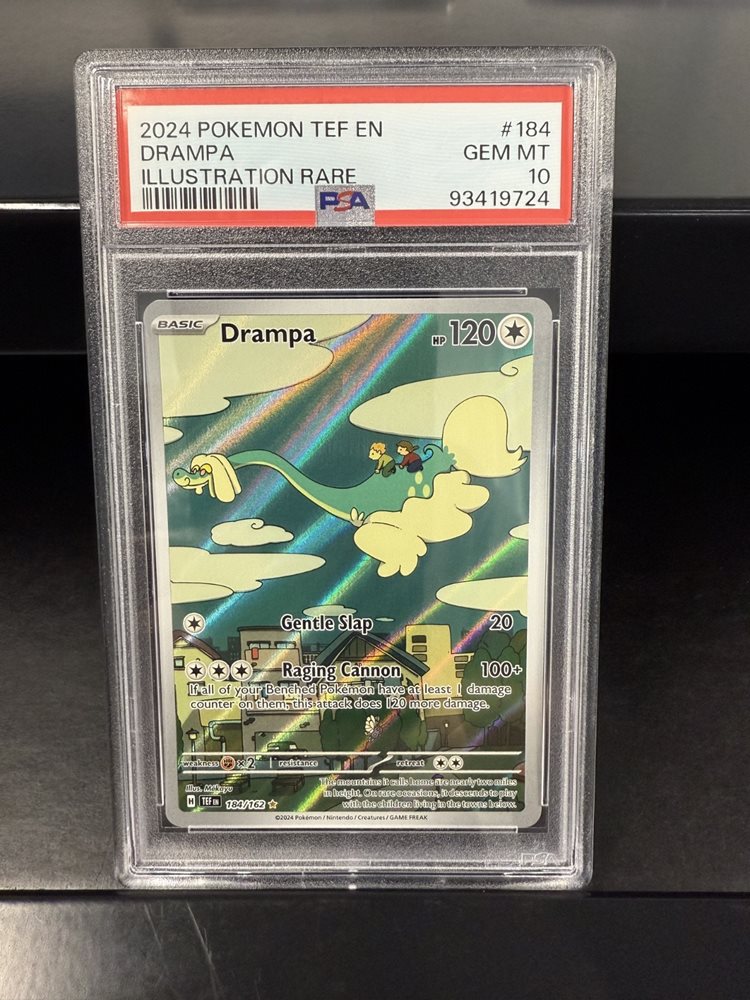 2024 POKEMON TEF EN #184
DRAMPA GEM MT
ILLUSTRATION RARE 10
PSA 93419724
BASIC Drampa HP 120
Gentle Slap 20
Raging Cannon 100+
If all of your Benched Pokémon have at least 1 damage
counter on them, this attack does 120 more damage.
weakness ×2 resistance retreat
The mountains it calls home are nearly two miles
in height. On rare occasions, it descends to play
with the children living in the towns below.
Illus. Mékayu
H TEF EN 184/162
©2024 Pokémon / Nintendo / Creatures / GAME FREAK